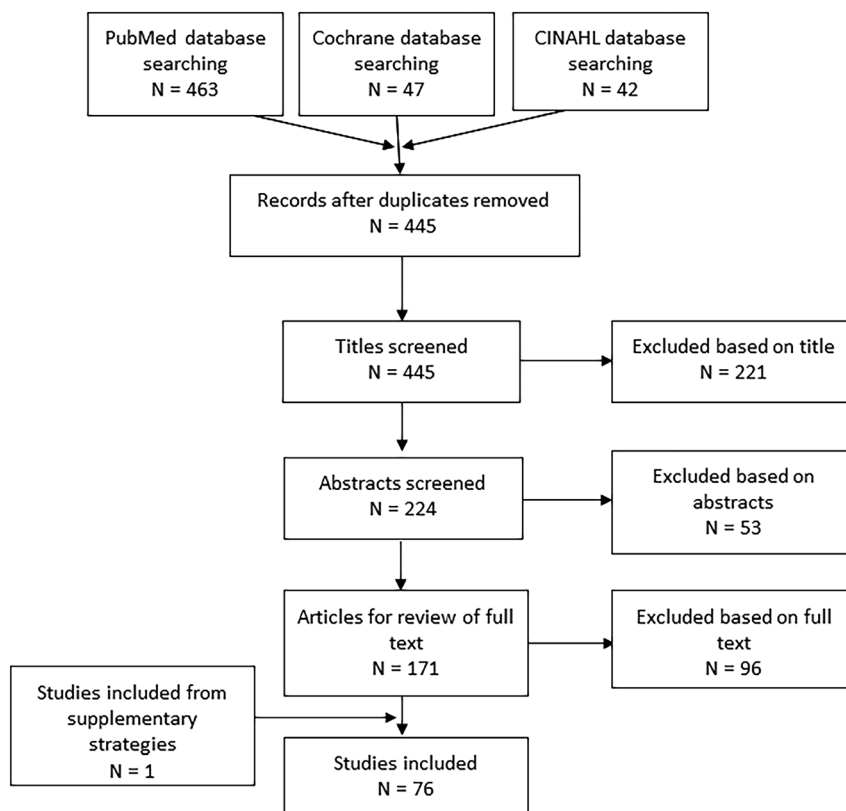 PubMed database
searching
N = 463
Cochrane database
searching
N = 47
CINAHL database
searching
N = 42
Records after duplicates removed
N = 445
Titles screened
N = 445
Excluded based on title
N = 221
Abstracts screened
N = 224
Excluded based on
abstracts
N = 53
Articles for review of full
text
N = 171
Excluded based on full
text
N = 96
Studies included from
supplementary
strategies
N = 1
Studies included
N = 76